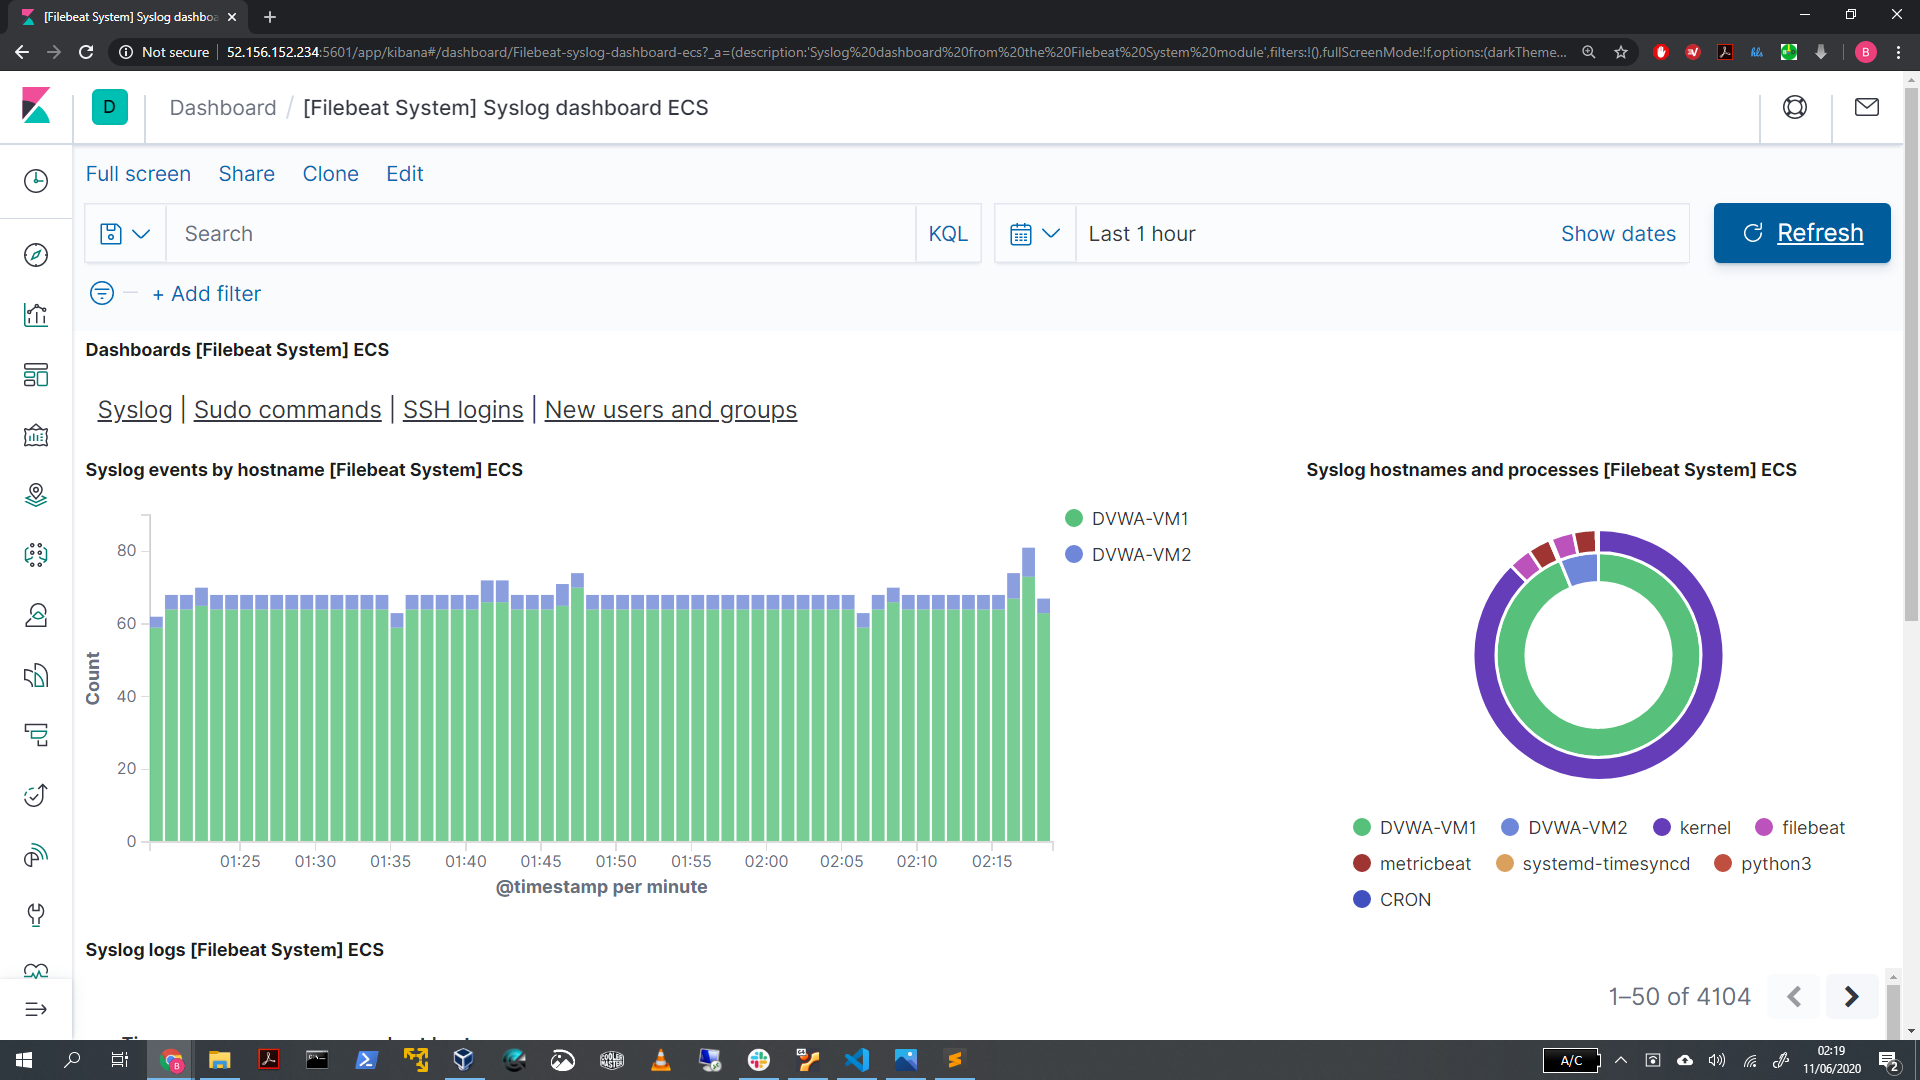 [Filebeat System] Syslog dashboa
Not secure 52.156.152.234:5601/app/kibana#/dashboard/Filebeat-syslog-dashboard-ecs?_a=(description:'Syslog%20dashboard%20from%20the%20Filebeat%20System%20module',filters:!(),fullScreenMode:!f,options:(darkTheme...
B
D Dashboard / [Filebeat System] Syslog dashboard ECS
Full screen Share Clone Edit
Search KQL Last 1 hour Show dates Refresh
+ Add filter
Dashboards [Filebeat System] ECS
Syslog | Sudo commands | SSH logins | New users and groups
Syslog events by hostname [Filebeat System] ECS
Count
80
60
40
20
0
01:25 01:30 01:35 01:40 01:45 01:50 01:55 02:00 02:05 02:10 02:15
@timestamp per minute
DVWA-VM1
DVWA-VM2
Syslog hostnames and processes [Filebeat System] ECS
DVWA-VM1 DVWA-VM2 kernel filebeat
metricbeat systemd-timesyncd python3
CRON
Syslog logs [Filebeat System] ECS
1–50 of 4104
A/C
02:19
11/06/2020
2